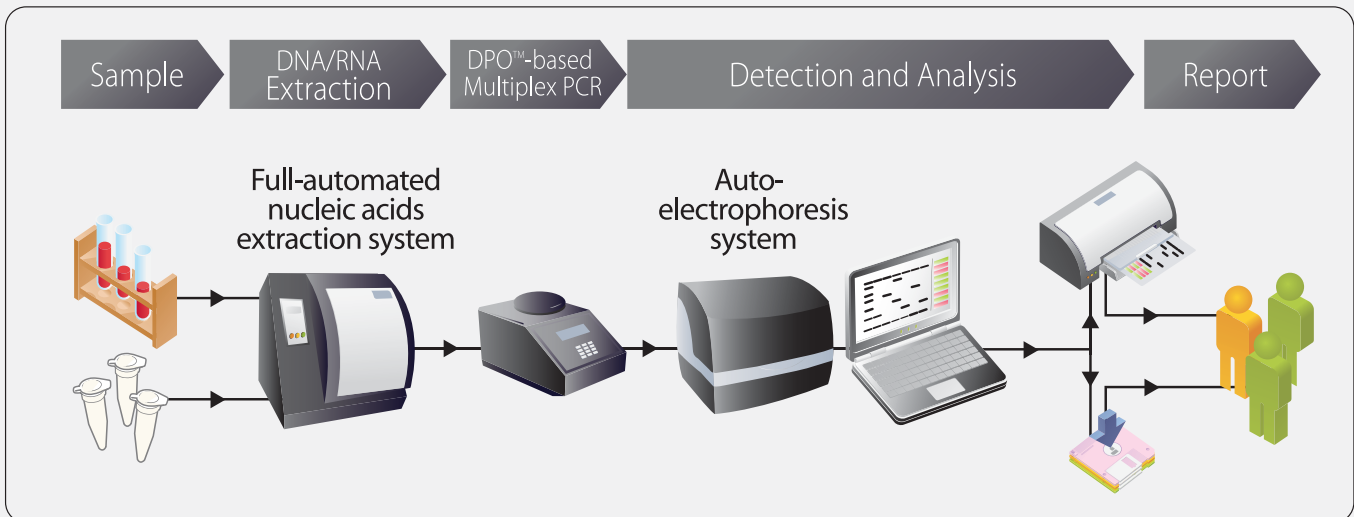 Sample
DNA/RNA
Extraction
DPO™-based
Multiplex PCR
Detection and Analysis
Report
Full-automated
nucleic acids
extraction system
Auto-
electrophoresis
system